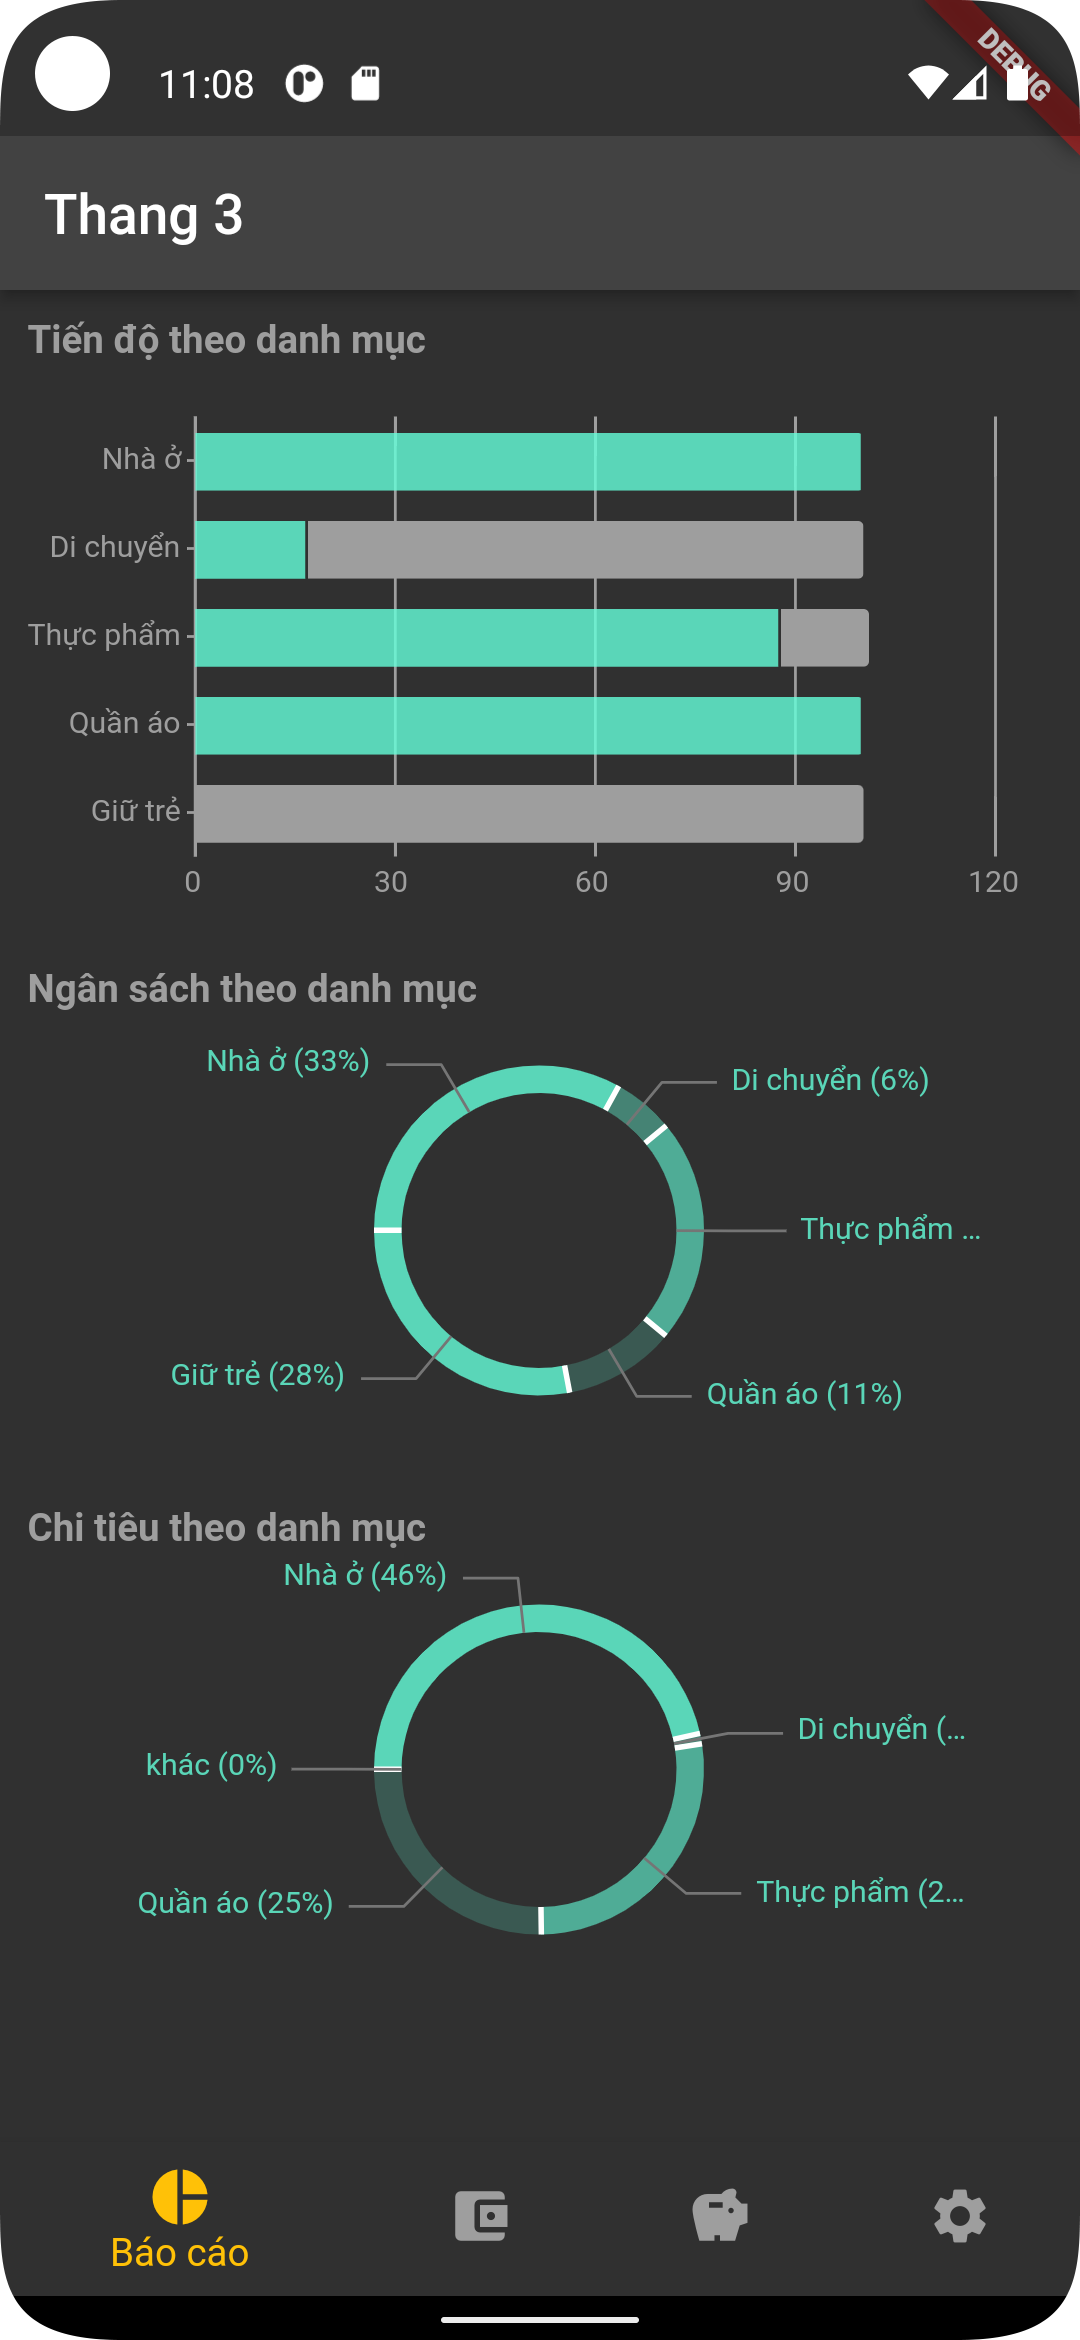 11:08
DEBUG
Thang 3
Tiến độ theo danh mục
Nhà ở
Di chuyển
Thực phẩm
Quần áo
Giữ trẻ
0 30 60 90 120
Ngân sách theo danh mục
Nhà ở (33%)
Di chuyển (6%)
Thực phẩm ...
Giữ trẻ (28%)
Quần áo (11%)
Chi tiêu theo danh mục
Nhà ở (46%)
Di chuyển (...
khác (0%)
Thực phẩm (2...
Quần áo (25%)
Báo cáo